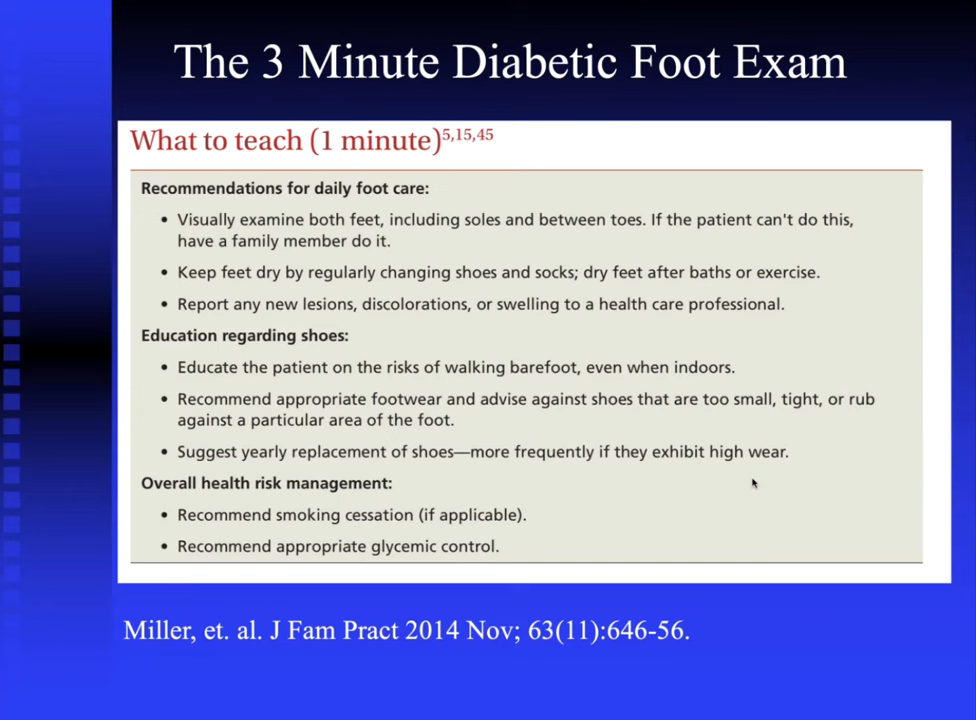 The 3 Minute Diabetic Foot Exam
What to teach (1 minute)5,15,45
Recommendations for daily foot care:
• Visually examine both feet, including soles and between toes. If the patient can't do this,
have a family member do it.
• Keep feet dry by regularly changing shoes and socks; dry feet after baths or exercise.
• Report any new lesions, discolorations, or swelling to a health care professional.
Education regarding shoes:
• Educate the patient on the risks of walking barefoot, even when indoors.
• Recommend appropriate footwear and advise against shoes that are too small, tight, or rub
against a particular area of the foot.
• Suggest yearly replacement of shoes—more frequently if they exhibit high wear.
Overall health risk management:
• Recommend smoking cessation (if applicable).
• Recommend appropriate glycemic control.
Miller, et. al. J Fam Pract 2014 Nov; 63(11):646-56.